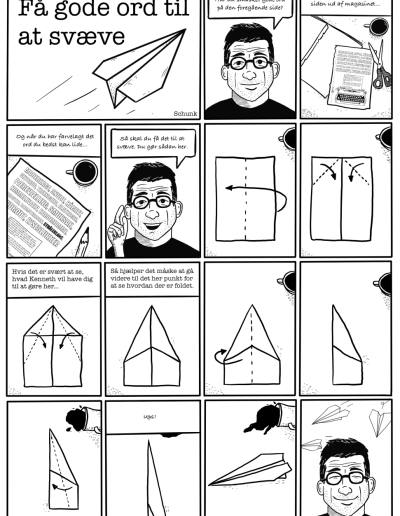 Få gode ord til
at svæve
Schunk
på den foregående side?
siden ud af magasinet...
Og når du har farvelagt det
ord du bedst kan lide...
Så skal du få det til at
svæve. Du gør sådan her.
Hvis det er svært at se,
hvad Kenneth vil have dig
til at gøre her...
Så hjælper det måske at gå
videre til det her punkt for
at se hvordan der er foldet.
Ups!